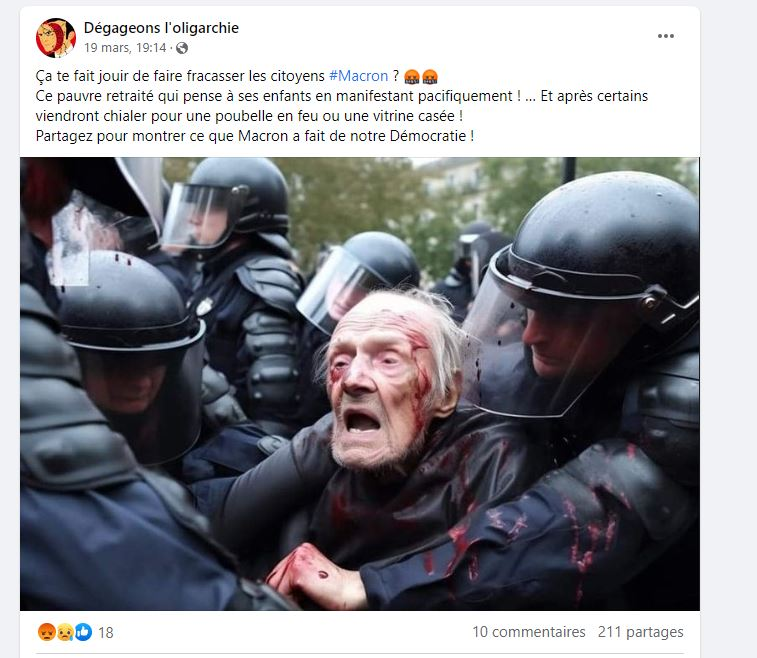 Dégageons l'oligarchie
19 mars, 19:14 ·
Ça te fait jouir de faire fracasser les citoyens #Macron ? 🤬🤬
Ce pauvre retraité qui pense à ses enfants en manifestant pacifiquement ! ... Et après certains
viendront chialer pour une poubelle en feu ou une vitrine casée !
Partagez pour montrer ce que Macron a fait de notre Démocratie !
18
10 commentaires 211 partages